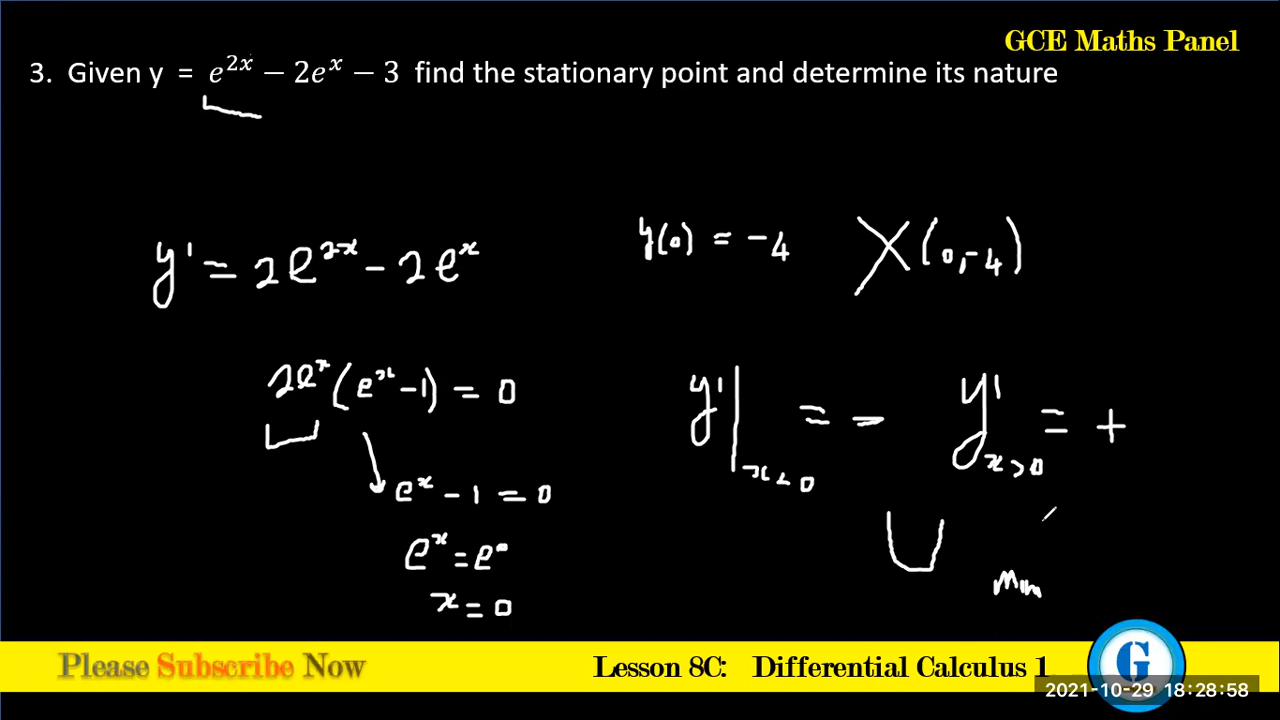 GCE Maths Panel
3. Given y = e^{2x} − 2e^x − 3 find the stationary point and determine its nature
y' = 2e^{2x} - 2e^x
y(0) = -4
(0, -4)
2e^x (e^x - 1) = 0
y'|_{x<0} = -
y'_{x>0} = +
e^x - 1 = 0
e^x = e^0
x = 0
min
Please Subscribe Now
Lesson 8C: Differential Calculus 1
G
2021-10-29 18:28:58